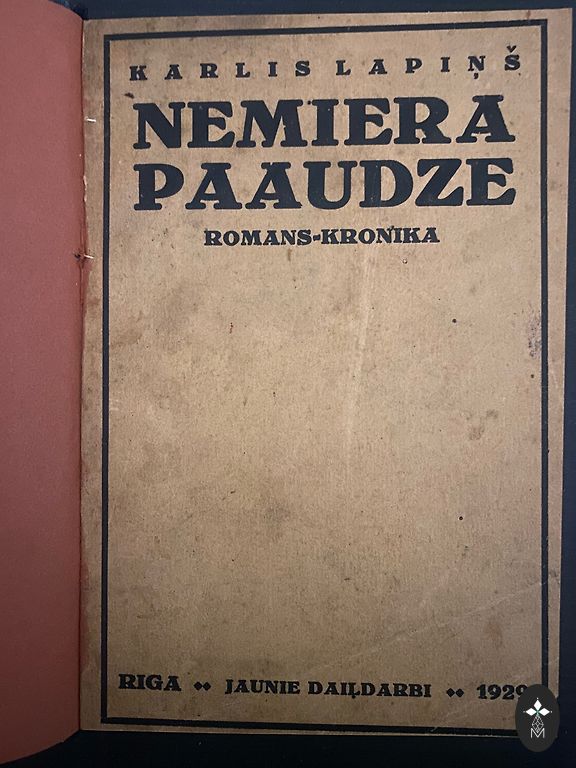 KARLIS LAPIŅŠ
NEMIERA
PAAUDZE
ROMANS-KRONIKA
RIGA •• JAUNIE DAIĻDARBI •• 1929
M